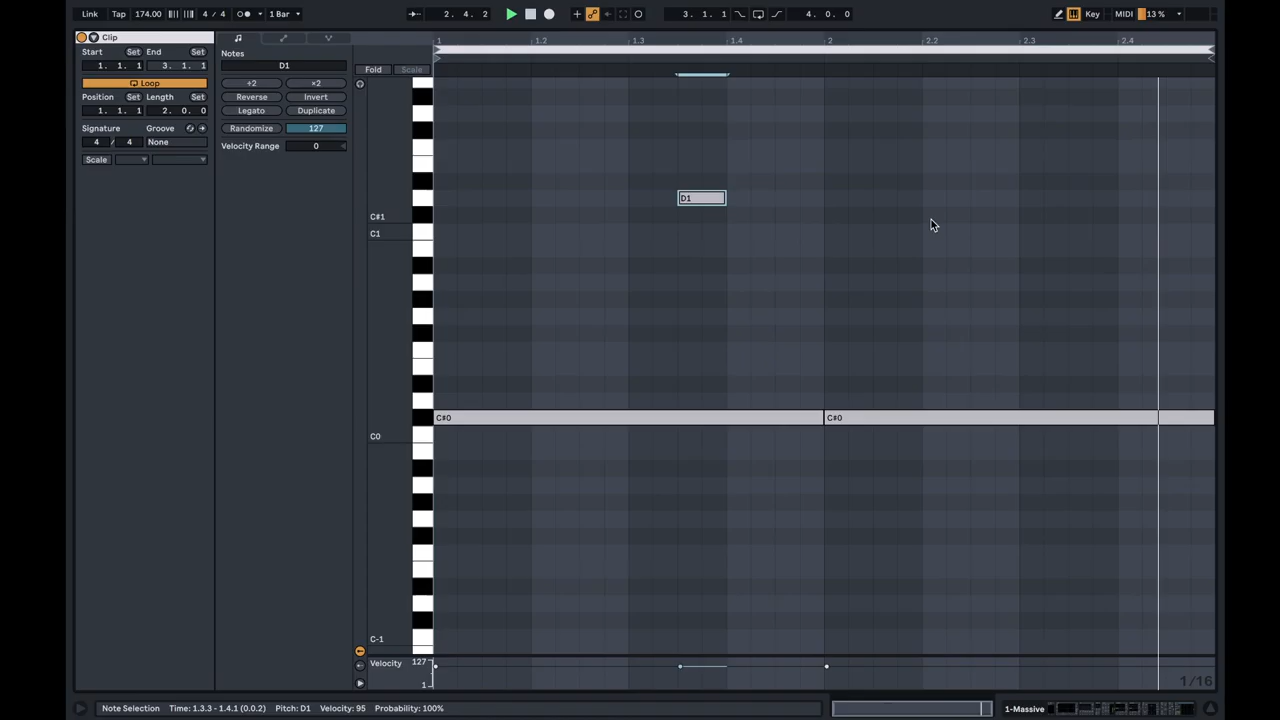 Link Tap 174.00 4 / 4 1 Bar 2. 4. 2 3. 1. 1 4. 0. 0 Key MIDI 13 %
Clip
Start Set End Set
1. 1. 1 3. 1. 1
Loop
Position Set Length Set
1. 1. 1 2. 0. 0
Signature Groove
4 / 4 None
Scale
Notes
D1
÷2 ×2
Reverse Invert
Legato Duplicate
Randomize 127
Velocity Range 0
Fold Scale
1 1.2 1.3 1.4 2 2.2 2.3 2.4
D1
C#1
C1
C#0 C#0
C0
C-1
Velocity 127
1
1/16
Note Selection Time: 1.3.3 - 1.4.1 (0.0.2) Pitch: D1 Velocity: 95 Probability: 100%
1-Massive